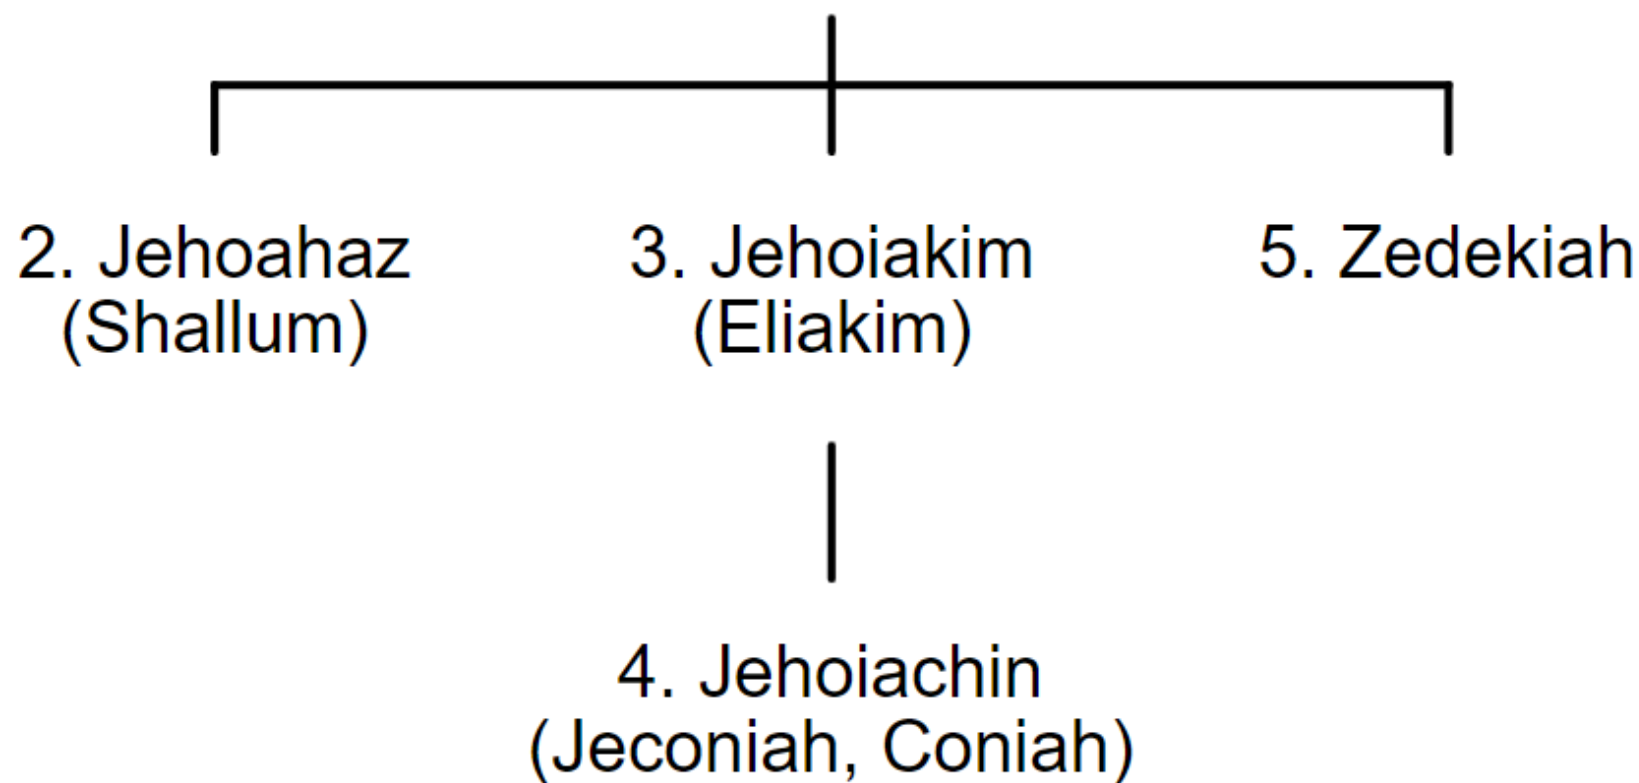 2. Jehoahaz 3. Jehoiakim 5. Zedekiah
(Shallum) (Eliakim)
4. Jehoiachin
(Jeconiah, Coniah)